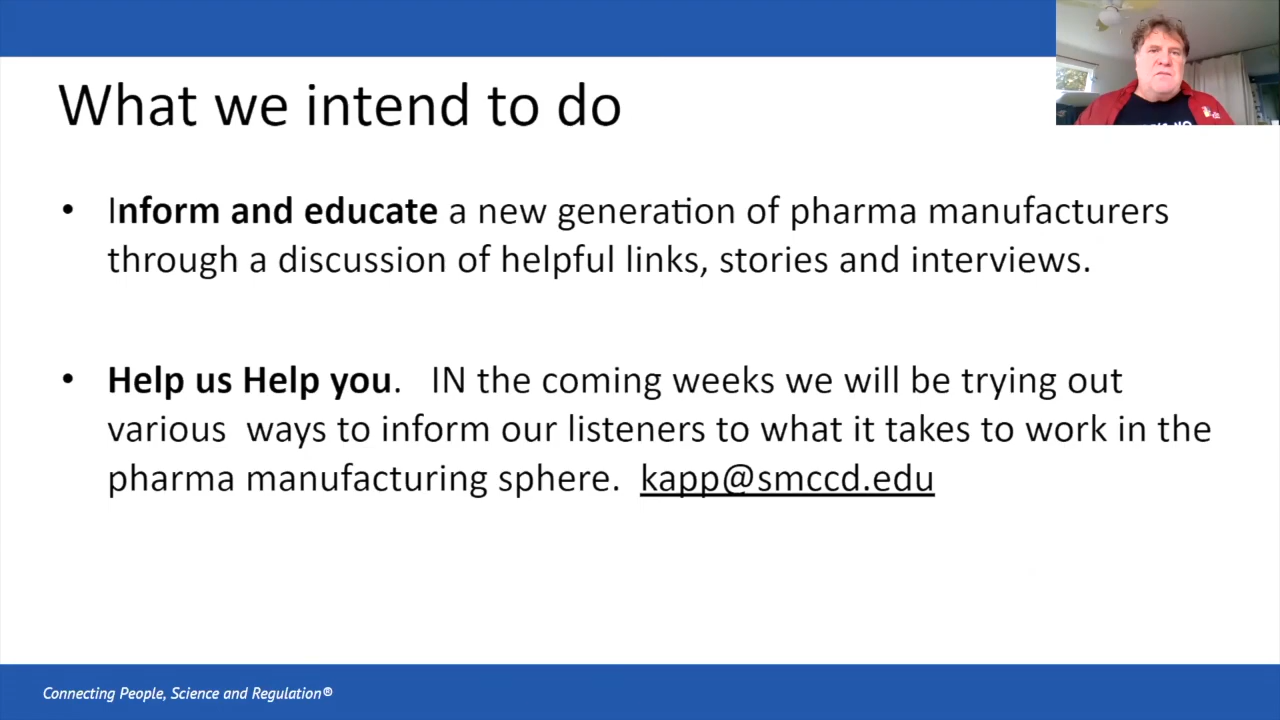 What we intend to do
• Inform and educate a new generation of pharma manufacturers
through a discussion of helpful links, stories and interviews.
• Help us Help you. IN the coming weeks we will be trying out
various ways to inform our listeners to what it takes to work in the
pharma manufacturing sphere. kapp@smccd.edu
Connecting People, Science and Regulation®